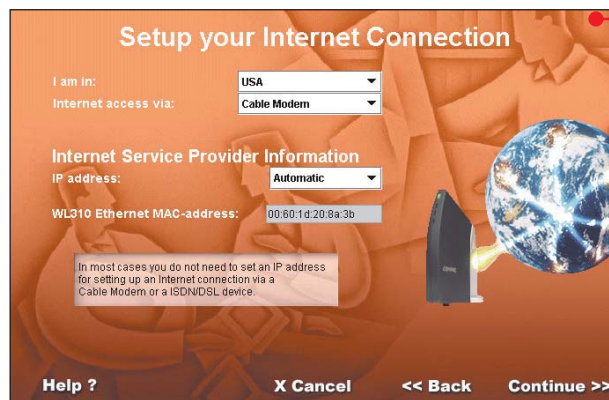 Setup your Internet Connection
I am in: USA
Internet access via: Cable Modem
Internet Service Provider Information
IP address: Automatic
WL310 Ethernet MAC-address: 00:60:1d:20:8a:3b
In most cases you do not need to set an IP address
for setting up an Internet connection via a
Cable Modem or a ISDN/DSL device.
Help ? X Cancel << Back Continue >>